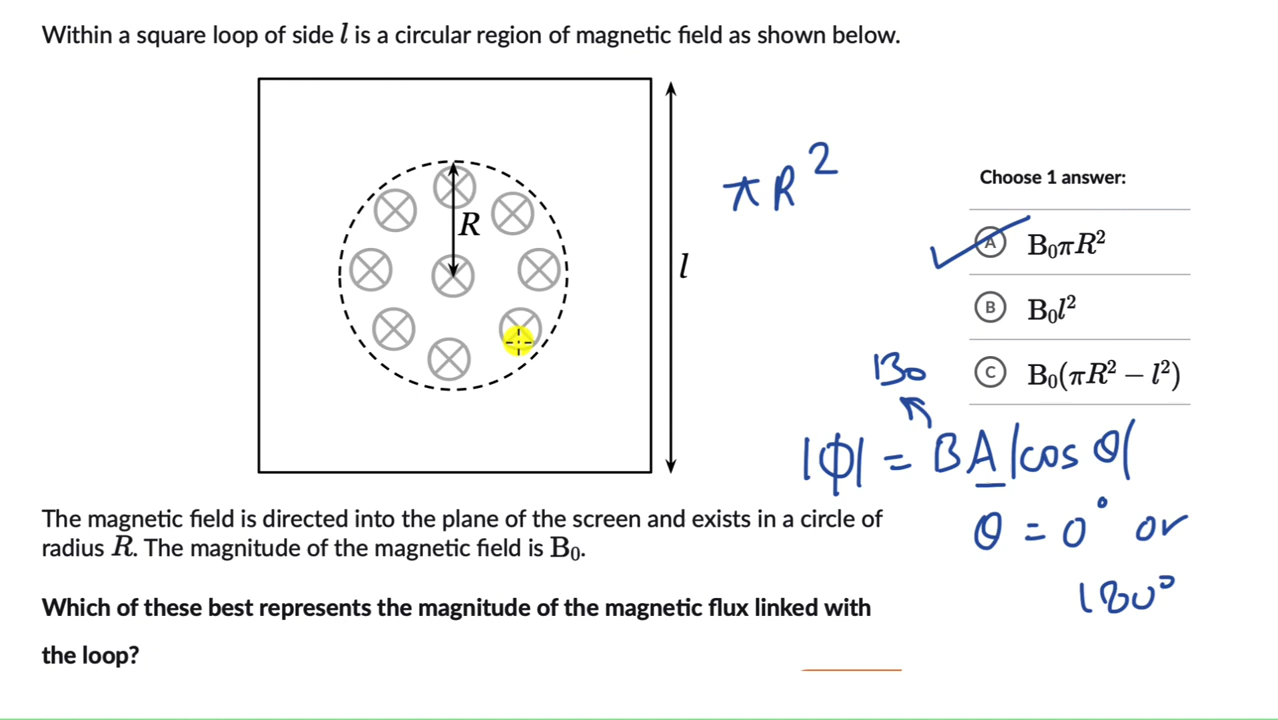 Within a square loop of side l is a circular region of magnetic field as shown below.
R
l
πR²
Choose 1 answer:
A B₀πR²
B B₀l²
C B₀(πR² – l²)
B₀
|ϕ| = BA|cos θ|
θ = 0° or
180°
The magnetic field is directed into the plane of the screen and exists in a circle of
radius R. The magnitude of the magnetic field is B₀.
Which of these best represents the magnitude of the magnetic flux linked with
the loop?